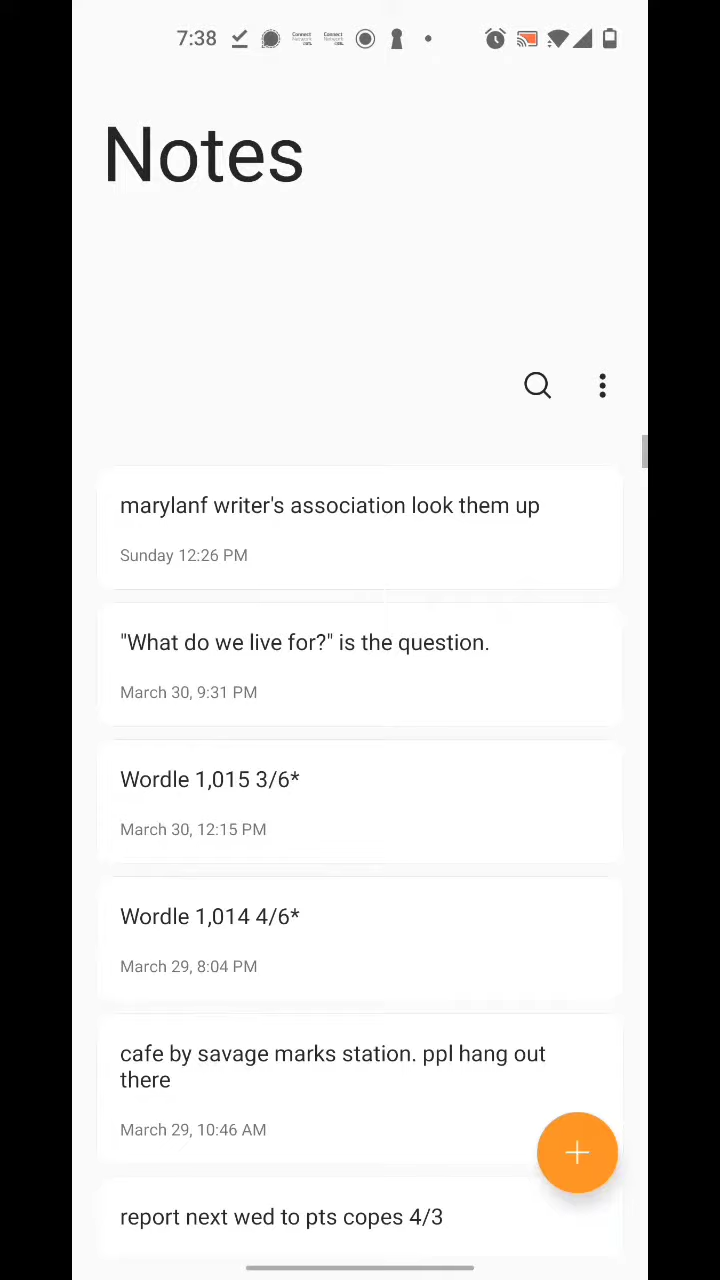 7:38
Notes
marylanf writer's association look them up
Sunday 12:26 PM
"What do we live for?" is the question.
March 30, 9:31 PM
Wordle 1,015 3/6*
March 30, 12:15 PM
Wordle 1,014 4/6*
March 29, 8:04 PM
cafe by savage marks station. ppl hang out
there
March 29, 10:46 AM
report next wed to pts copes 4/3